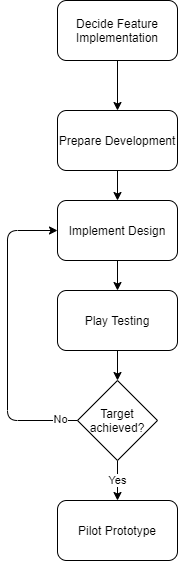 Decide Feature
Implementation
Prepare Development
Implement Design
Play Testing
Target
achieved?
No
Yes
Pilot Prototype